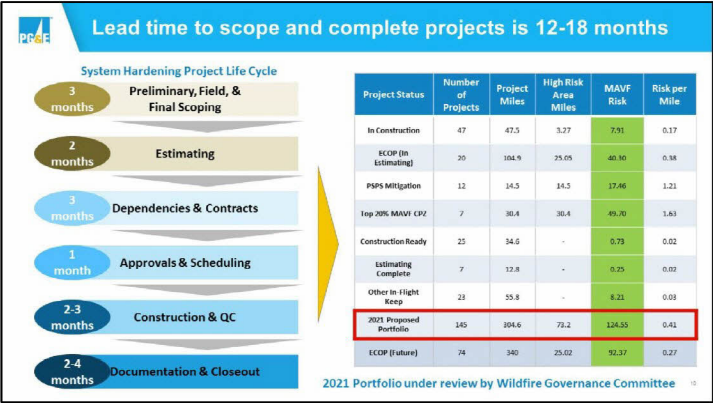 PG&E
Lead time to scope and complete projects is 12-18 months
System Hardening Project Life Cycle
3 months
Preliminary, Field, & Final Scoping
2 months
Estimating
3 months
Dependencies & Contracts
1 month
Approvals & Scheduling
2-3 months
Construction & QC
2-4 months
Documentation & Closeout
Project Status | Number of Projects | Project Miles | High Risk Area Miles | MAVF Risk | Risk per Mile
In Construction | 47 | 47.5 | 3.27 | 7.91 | 0.17
ECOP (In Estimating) | 20 | 104.9 | 25.05 | 40.30 | 0.38
PSPS Mitigation | 12 | 14.5 | 14.5 | 17.46 | 1.21
Top 20% MAVF CPZ | 7 | 30.4 | 30.4 | 49.70 | 1.63
Construction Ready | 25 | 34.6 | - | 0.73 | 0.02
Estimating Complete | 7 | 12.8 | - | 0.25 | 0.02
Other In-Flight Keep | 23 | 55.8 | - | 8.21 | 0.03
2021 Proposed Portfolio | 145 | 304.6 | 73.2 | 124.55 | 0.41
ECOP (Future) | 74 | 340 | 25.02 | 92.37 | 0.27
2021 Portfolio under review by Wildfire Governance Committee